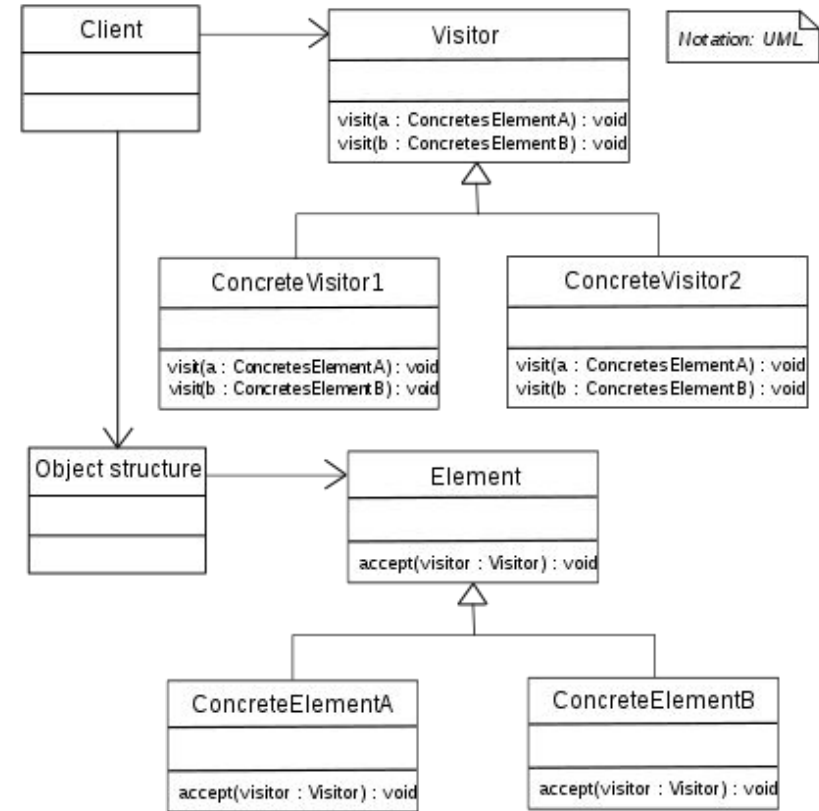 Client
Visitor
Notation: UML
visit(a : ConcretesElementA) : void
visit(b : ConcretesElementB) : void
ConcreteVisitor1
ConcreteVisitor2
visit(a : ConcretesElementA) : void
visit(b : ConcretesElementB) : void
visit(a : ConcretesElementA) : void
visit(b : ConcretesElementB) : void
Object structure
Element
accept(visitor : Visitor) : void
ConcreteElementA
ConcreteElementB
accept(visitor : Visitor) : void
accept(visitor : Visitor) : void